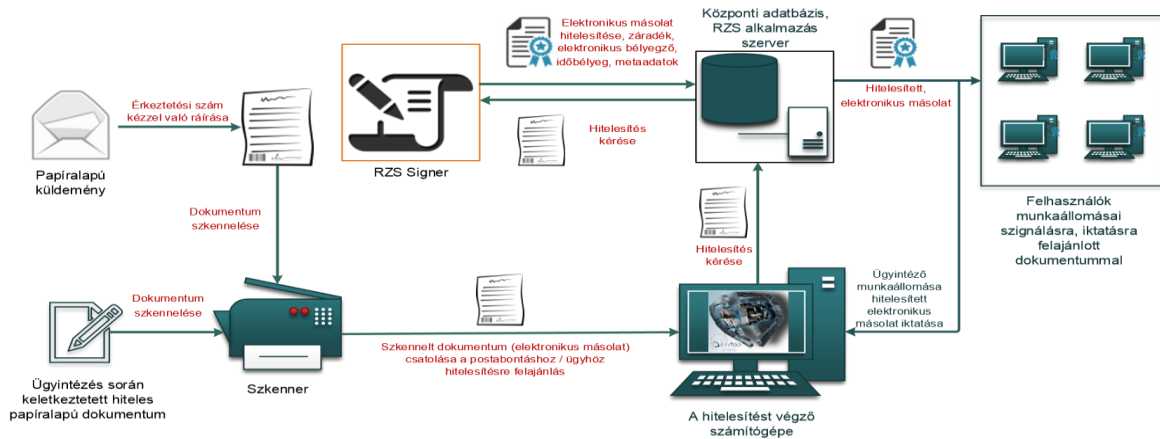 Elektronikus másolat
hitelesítése, záradék,
elektronikus bélyegző,
időbélyeg, metaadatok
Központi adatbázis,
RZS alkalmazás
szerver
Érkeztetési szám
kézzel való ráírása
Hitelesített,
elektronikus másolat
Hitelesítés
kérése
Papíralapú
küldemény
RZS Signer
Felhasználók
munkaállomásai
szignálásra, iktatásra
felajánlott
dokumentummal
Dokumentum
szkennelése
Hitelesítés
kérése
Ügyintéző
munkaállomása
hitelesített
elektronikus
másolat iktatása
Dokumentum
szkennelése
Szkennelt dokumentum (elektronikus másolat)
csatolása a postabontáshoz / ügyhöz
hitelesítésre felajánlás
Szkenner
Ügyintézés során
keletkeztetett hiteles
papíralapú dokumentum
A hitelesítést végző
számítógépe